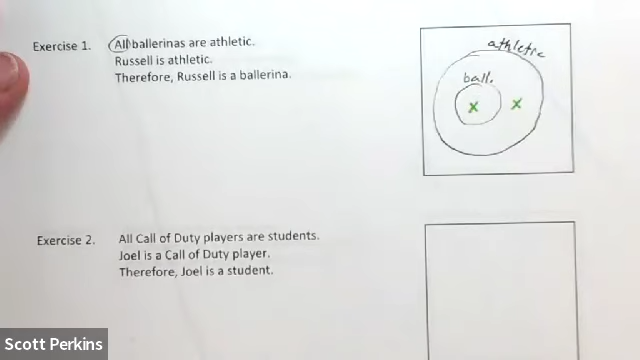 Exercise 1. All ballerinas are athletic.
Russell is athletic.
Therefore, Russell is a ballerina.
athletic
ball.
x x
Exercise 2. All Call of Duty players are students.
Joel is a Call of Duty player.
Therefore, Joel is a student.
Scott Perkins